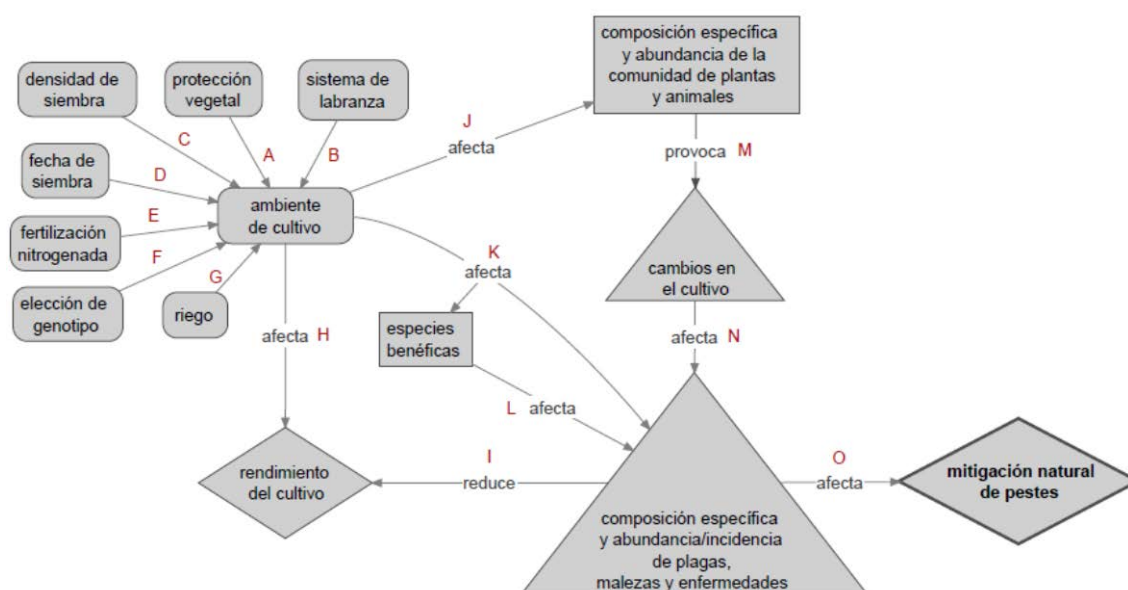 composición específica
y abundancia de la
comunidad de plantas
y animales
densidad de
siembra
protección
vegetal
sistema de
labranza
C
A
B
J
afecta
provoca M
fecha de
siembra
D
ambiente
de cultivo
E
fertilización
nitrogenada
F
G
elección de
genotipo
riego
K
afecta
cambios en
el cultivo
afecta H
especies
benéficas
afecta N
L afecta
rendimiento
del cultivo
I
reduce
O
afecta
mitigación natural
de pestes
composición específica
y abundancia/incidencia
de plagas,
malezas y enfermedades